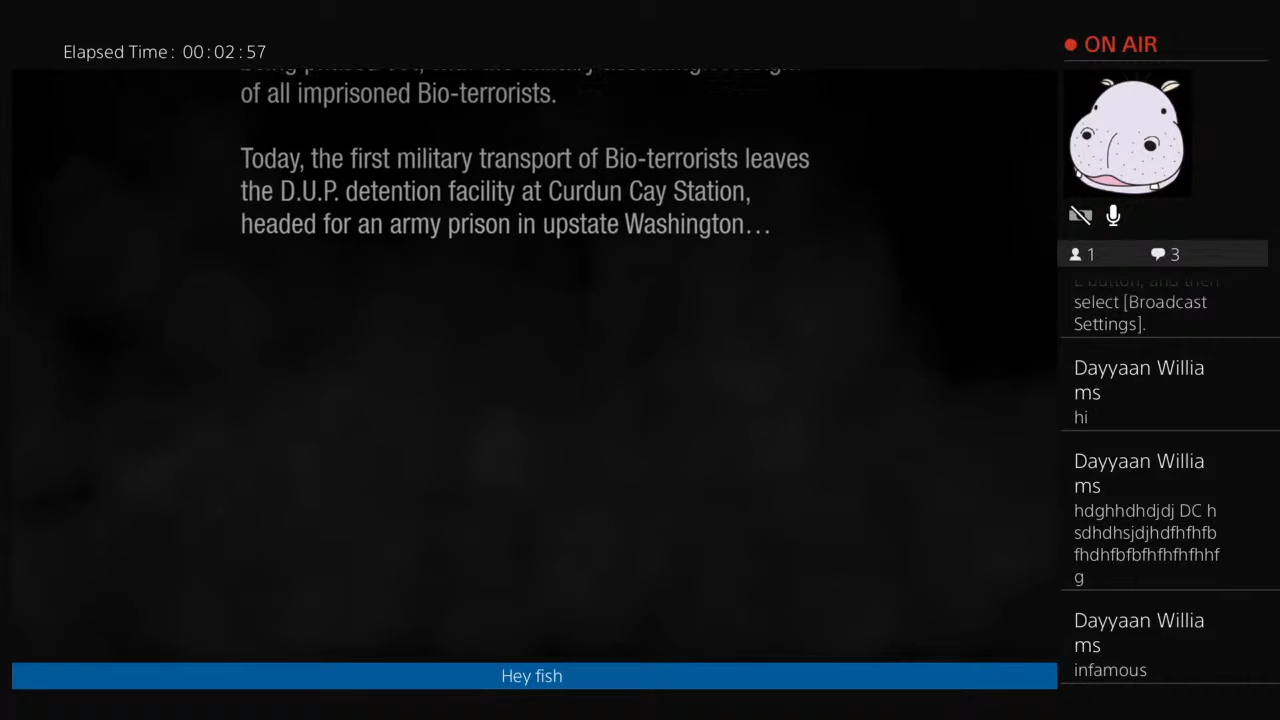 Elapsed Time: 00:02:57
ON AIR
of all imprisoned Bio-terrorists.
Today, the first military transport of Bio-terrorists leaves
the D.U.P. detention facility at Curdun Cay Station,
headed for an army prison in upstate Washington...
1
3
E button, and then
select [Broadcast
Settings].
Dayyaan Willia
ms
hi
Dayyaan Willia
ms
hdghhdhdjdj DC h
sdhdhsjdjhdfhfhfb
fhdhfbfbfhfhfhfhhf
g
Dayyaan Willia
ms
infamous
Hey fish